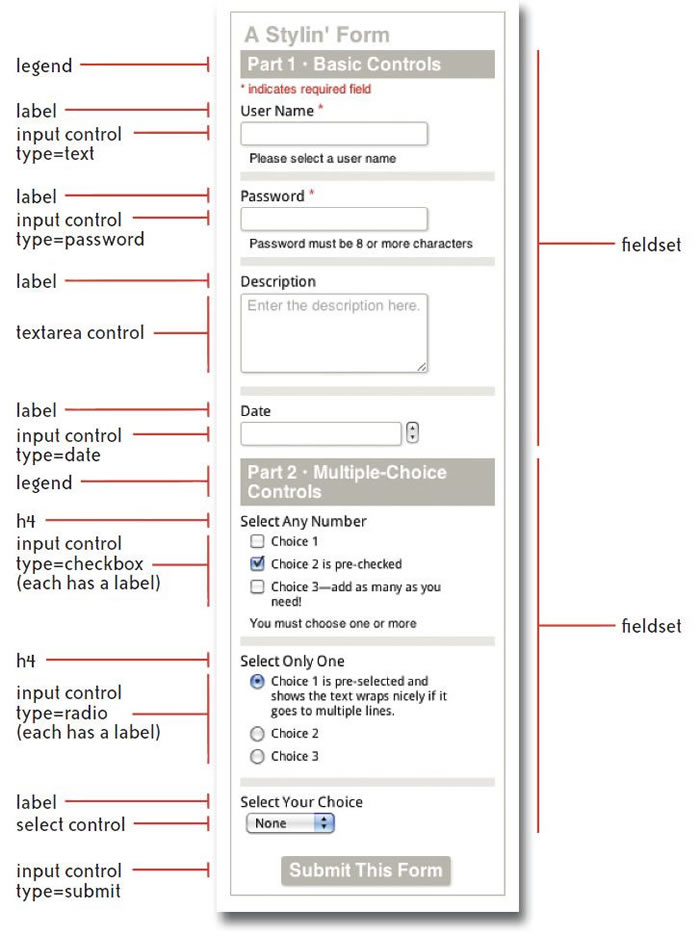 A Stylin' Form
legend
Part 1 · Basic Controls
* indicates required field
label
User Name *
input control
type=text
Please select a user name
label
Password *
input control
type=password
Password must be 8 or more characters
fieldset
label
Description
Enter the description here.
textarea control
label
Date
input control
type=date
legend
Part 2 · Multiple-Choice
Controls
h4
Select Any Number
input control
type=checkbox
(each has a label)
Choice 1
Choice 2 is pre-checked
Choice 3—add as many as you
need!
You must choose one or more
fieldset
h4
Select Only One
input control
type=radio
(each has a label)
Choice 1 is pre-selected and
shows the text wraps nicely if it
goes to multiple lines.
Choice 2
Choice 3
label
Select Your Choice
select control
None
input control
type=submit
Submit This Form